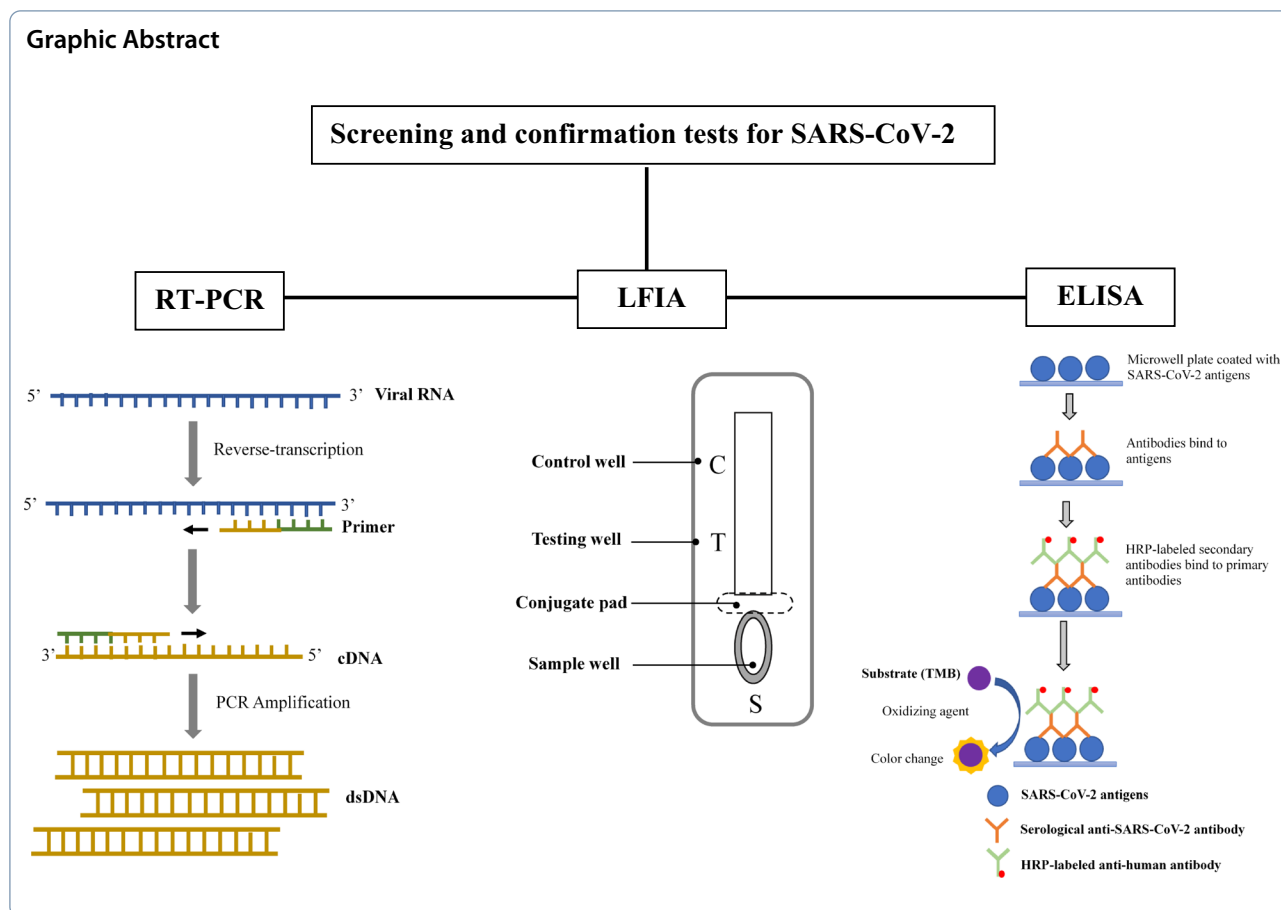 Graphic Abstract
Screening and confirmation tests for SARS-CoV-2
RT-PCR
LFIA
ELISA
5’
3’
Viral RNA
Reverse-transcription
5’
3’
Primer
3’
5’
cDNA
PCR Amplification
dsDNA
Control well
C
Testing well
T
Conjugate pad
Sample well
S
Microwell plate coated with
SARS-CoV-2 antigens
Antibodies bind to
antigens
HRP-labeled secondary
antibodies bind to primary
antibodies
Substrate (TMB)
Oxidizing agent
Color change
SARS-CoV-2 antigens
Serological anti-SARS-CoV-2 antibody
HRP-labeled anti-human antibody